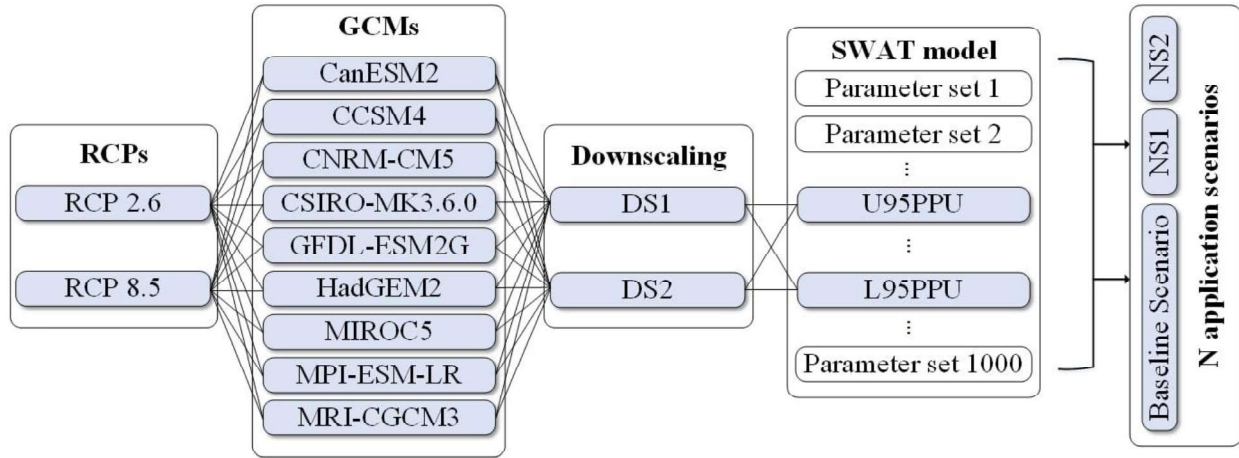 RCPs
RCP 2.6
RCP 8.5
GCMs
CanESM2
CCSM4
CNRM-CM5
CSIRO-MK3.6.0
GFDL-ESM2G
HadGEM2
MIROC5
MPI-ESM-LR
MRI-CGCM3
Downscaling
DS1
DS2
SWAT model
Parameter set 1
Parameter set 2
...
U95PPU
...
L95PPU
...
Parameter set 1000
Baseline Scenario
NS1
NS2
N application scenarios